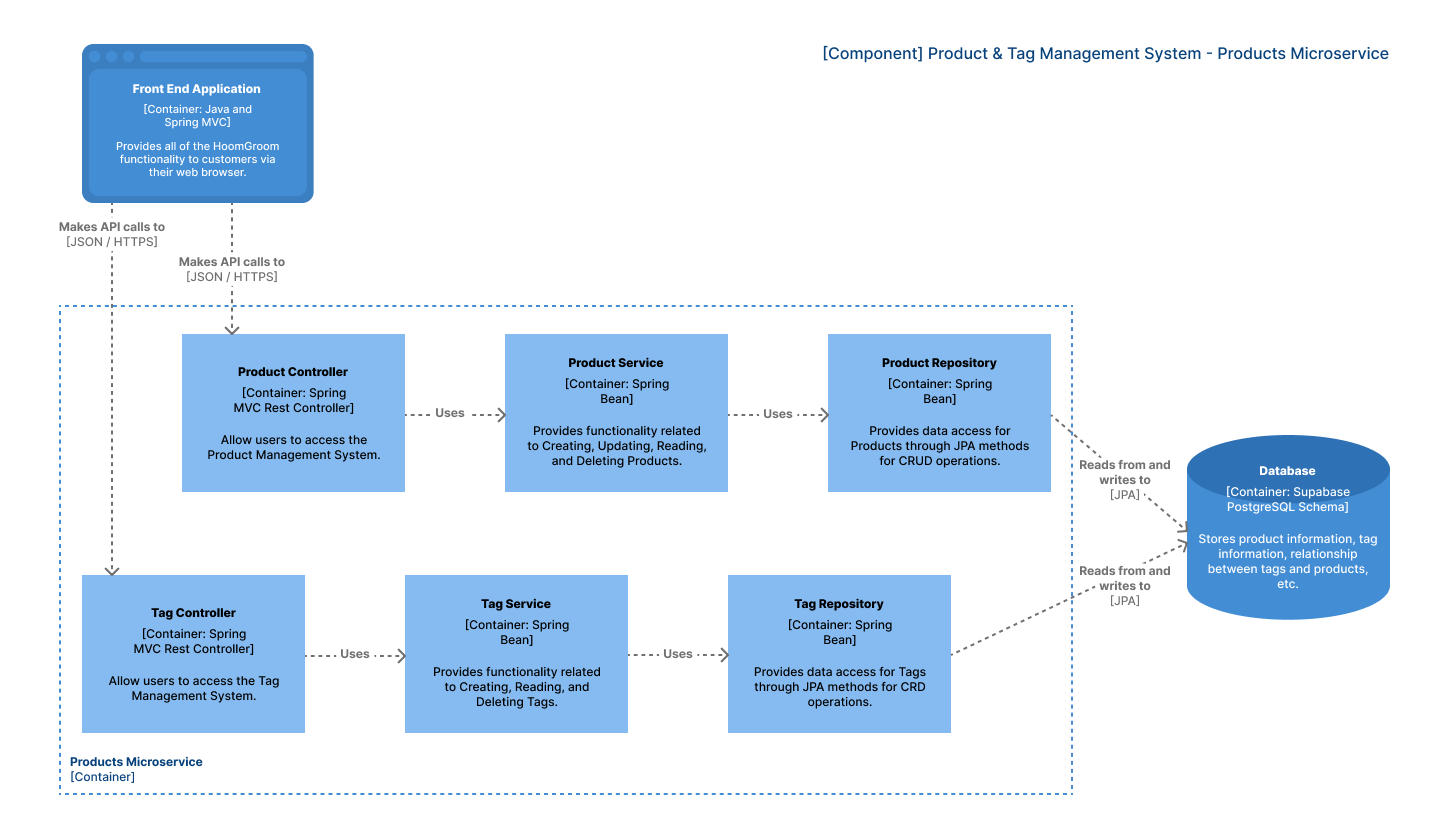 [Component] Product & Tag Management System - Products Microservice
Front End Application
[Container: Java and
Spring MVC]
Provides all of the HoomGroom
functionality to customers via
their web browser.
Makes API calls to
[JSON / HTTPS]
Makes API calls to
[JSON / HTTPS]
Product Controller
[Container: Spring
MVC Rest Controller]
Allow users to access the
Product Management System.
Uses
Product Service
[Container: Spring
Bean]
Provides functionality related
to Creating, Updating, Reading,
and Deleting Products.
Uses
Product Repository
[Container: Spring
Bean]
Provides data access for
Products through JPA methods
for CRUD operations.
Reads from and
writes to
[JPA]
Database
[Container: Supabase
PostgreSQL Schema]
Stores product information, tag
information, relationship
between tags and products,
etc.
Reads from and
writes to
[JPA]
Tag Controller
[Container: Spring
MVC Rest Controller]
Allow users to access the Tag
Management System.
Uses
Tag Service
[Container: Spring
Bean]
Provides functionality related
to Creating, Reading, and
Deleting Tags.
Uses
Tag Repository
[Container: Spring
Bean]
Provides data access for Tags
through JPA methods for CRD
operations.
Products Microservice
[Container]